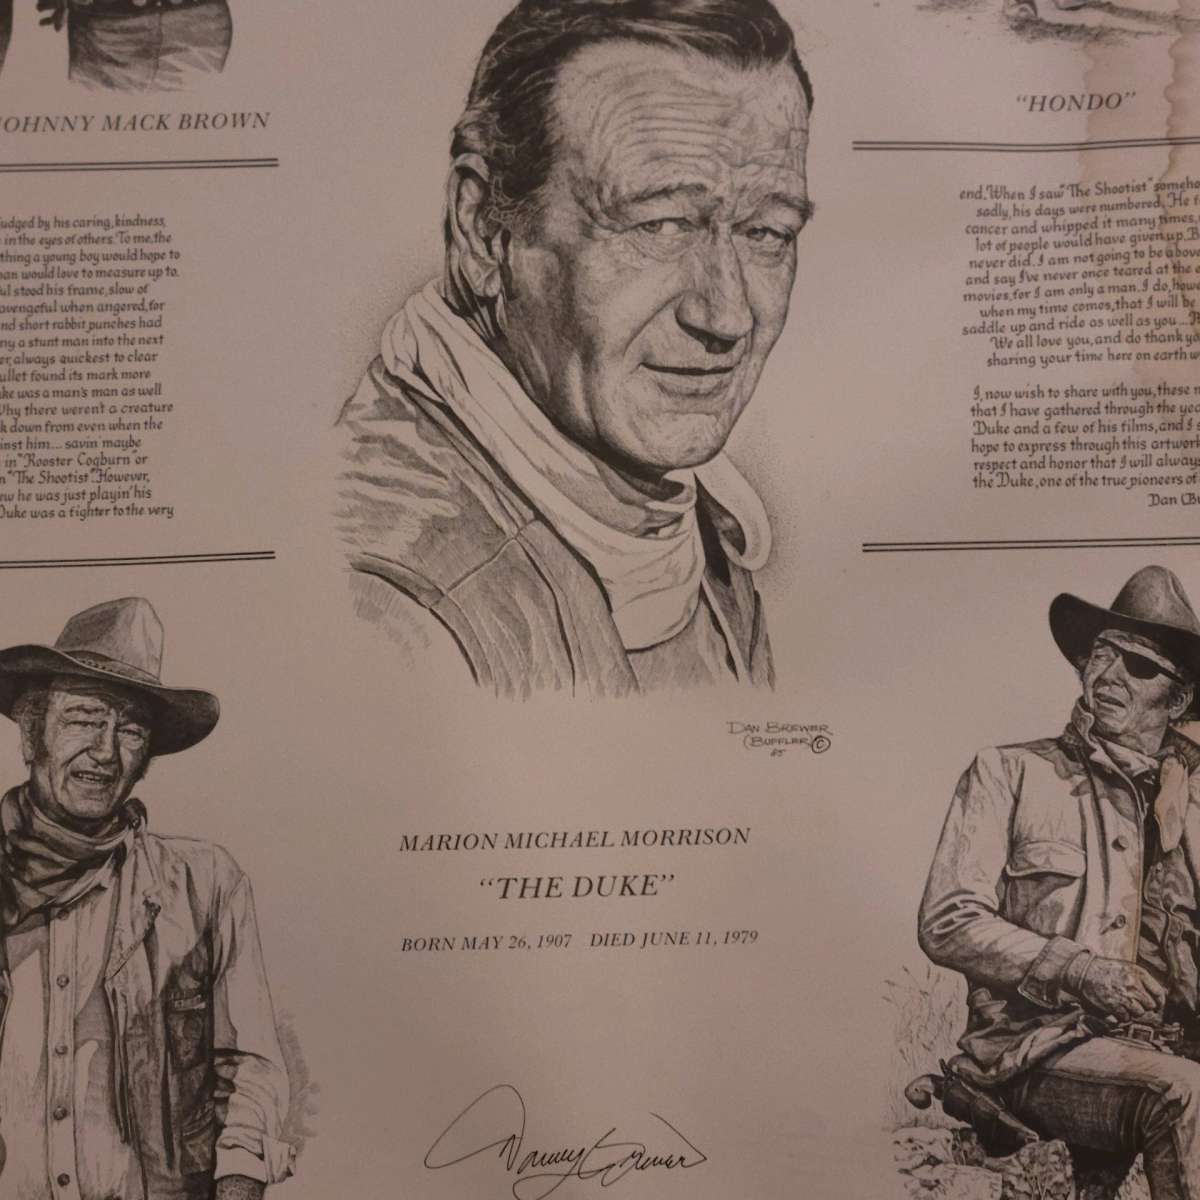 JOHNNY MACK BROWN
"HONDO"
judged by his caring, kindness,
in the eyes of others. To me, the
thing a young boy would hope to
man would love to measure up to.
stood his frame, slow of
vengeful when angered, for
and short rabbit punches had
many a stunt man into the next
always quickest to clear
bullet found its mark more
was a man's man as well
Why there weren't a creature
down from even when the
against him... savin' maybe
in "Rooster Cogburn" or
"The Shootist". However,
he was just playin' his
Duke was a fighter to the very
end. When I saw "The Shootist" somehow
sadly, his days were numbered. He
cancer and whipped it many times,
lot of people would have given up. B
never did. I am not going to be above
and say I've never once teared at the
movies, for I am only a man. I do, howe
when my time comes, that I will be
saddle up and ride as well as you...
We all love you, and do thank you
sharing your time here on earth w
I, now wish to share with you, these
that I have gathered through the yea
Duke and a few of his films, and I s
hope to express through this artwork
respect and honor that I will always
the Duke, one of the true pioneers of
Dan (Bu
DAN BREWER
(BUFFLER) ©
85
MARION MICHAEL MORRISON
"THE DUKE"
BORN MAY 26, 1907 DIED JUNE 11, 1979